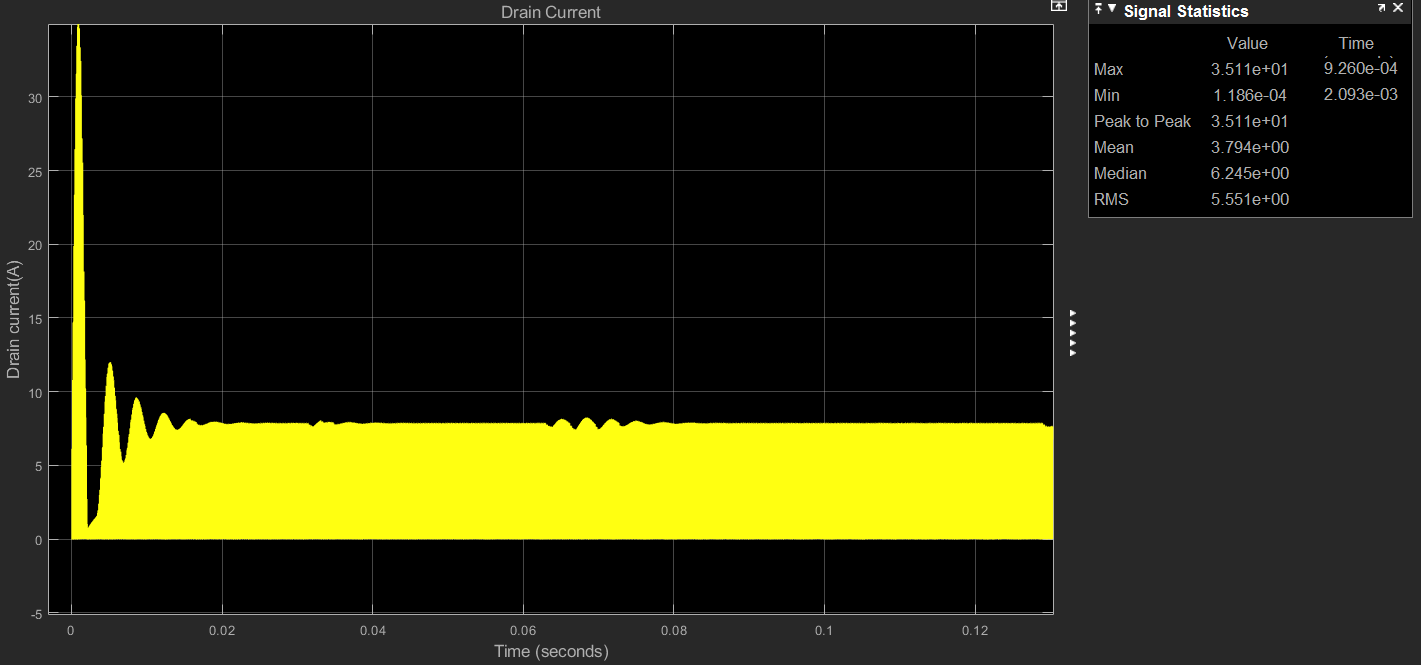 Drain Current
Signal Statistics
Value Time
Max 3.511e+01 9.260e-04
Min 1.186e-04 2.093e-03
Peak to Peak 3.511e+01
Mean 3.794e+00
Median 6.245e+00
RMS 5.551e+00
Drain current(A)
30
25
20
15
10
5
0
-5
0 0.02 0.04 0.06 0.08 0.1 0.12
Time (seconds)